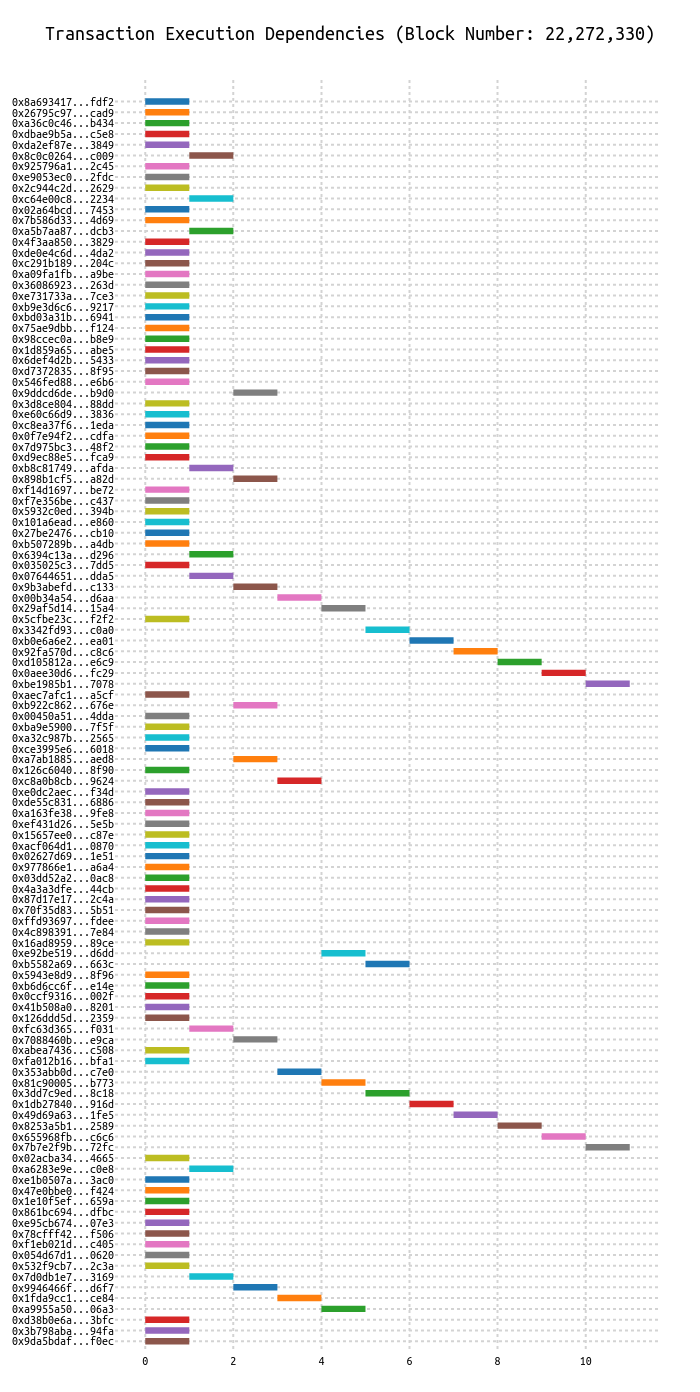 Transaction Execution Dependencies (Block Number: 22,272,330)
0x8a693417...fdf2
0x26795c97...cad9
0xa36c0c46...b434
0xdbae9b5a...c5e8
0xda2ef87e...3849
0x8c0c0264...c009
0x925796a1...2c45
0xe9053ec0...2fdc
0x2c944c2d...2629
0xc64e00c8...2234
0x02a64bcd...7453
0x7b586d33...4d69
0xa5b7aa87...dcb3
0x4f3aa850...3829
0xde0e4c6d...4da2
0xc291b189...204c
0xa09fa1fb...a9be
0x36086923...263d
0xe731733a...7ce3
0xb9e3d6c6...9217
0xbd03a31b...6941
0x75ae9dbb...f124
0x98ccec0a...b8e9
0x1d859a65...abe5
0x6def4d2b...5433
0xd7372835...8f95
0x546fed88...e6b6
0x9ddcd6de...b9d0
0x3d8ce804...88dd
0xe60c66d9...3836
0xc8ea37f6...1eda
0x0f7e94f2...cdfa
0x7d975bc3...48f2
0xd9ec88e5...fca9
0xb8c81749...afda
0x898b1cf5...a82d
0xf14d1697...be72
0xf7e356be...c437
0x5932c0ed...394b
0x101a6ead...e860
0x27be2476...cb10
0xb507289b...a4db
0x6394c13a...d296
0x035025c3...7dd5
0x07644651...dda5
0x9b3abefd...c133
0x00b34a54...d6aa
0x29af5d14...15a4
0x5cfbe23c...f2f2
0x3342fd93...c0a0
0xb0e6a6e2...ea01
0x92fa570d...c8c6
0xd105812a...e6c9
0x0aee30d6...fc29
0xbe1985b1...7078
0xaec7afc1...a5cf
0xb922c862...676e
0x00450a51...4dda
0xba9e5900...7f5f
0xa32c987b...2565
0xce3995e6...6018
0xa7ab1885...aed8
0x126c6040...8f90
0xc8a0b8cb...9624
0xe0dc2aec...f34d
0xde55c831...6886
0xa163fe38...9fe8
0xef431d26...5e5b
0x15657ee0...c87e
0xacf064d1...0870
0x02627d69...1e51
0x977866e1...a6a4
0x03dd52a2...0ac8
0x4a3a3dfe...44cb
0x87d17e17...2c4a
0x70f35d83...5b51
0xffd93697...fdee
0x4c898391...7e84
0x16ad8959...89ce
0xe92be519...d6dd
0xb5582a69...663c
0x5943e8d9...8f96
0xb6d6cc6f...e14e
0x0ccf9316...002f
0x41b508a0...8201
0x126ddd5d...2359
0xfc63d365...f031
0x7088460b...e9ca
0xabea7436...c508
0xfa012b16...bfa1
0x353abb0d...c7e0
0x81c90005...b773
0x3dd7c9ed...8c18
0x1db27840...916d
0x49d69a63...1fe5
0x8253a5b1...2589
0x655968fb...c6c6
0x7b7e2f9b...72fc
0x02acba34...4665
0xa6283e9e...c0e8
0xe1b0507a...3ac0
0x47e0bbe0...f424
0x1e10f5ef...659a
0x861bc694...dfbc
0xe95cb674...07e3
0x78cfff42...f506
0xf1eb021d...c405
0x054d67d1...0620
0x532f9cb7...2c3a
0x7d0db1e7...3169
0x9946466f...d6f7
0x1fda9cc1...ce84
0xa9955a50...06a3
0xd38b0e6a...3bfc
0x3b798aba...94fa
0x9da5bdaf...f0ec
0 2 4 6 8 10